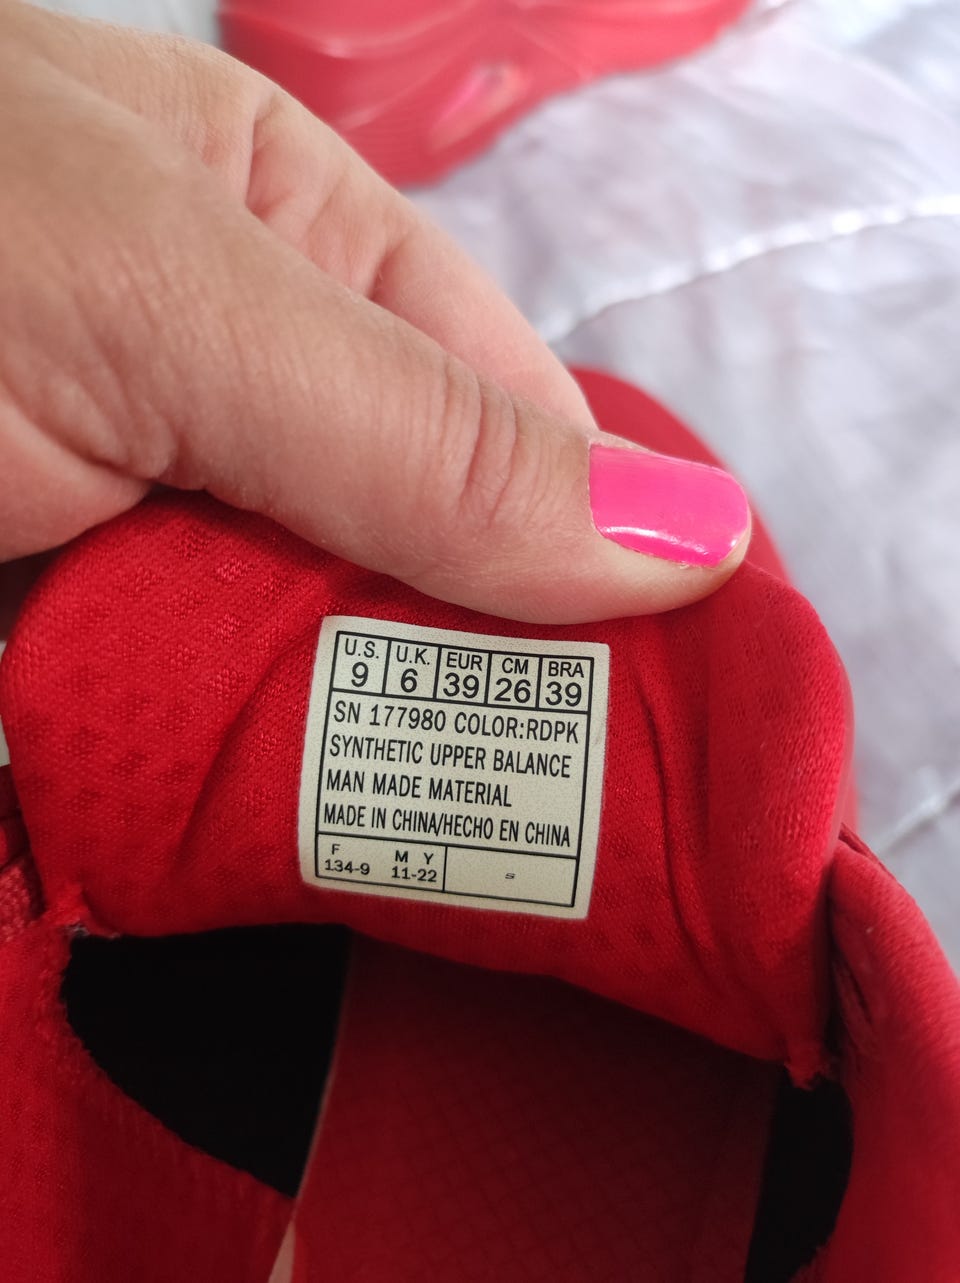 U.S. U.K. EUR CM BRA
9 6 39 26 39
SN 177980 COLOR:RDPK
SYNTHETIC UPPER BALANCE
MAN MADE MATERIAL
MADE IN CHINA/HECHO EN CHINA
F M Y
134-9 11-22 s